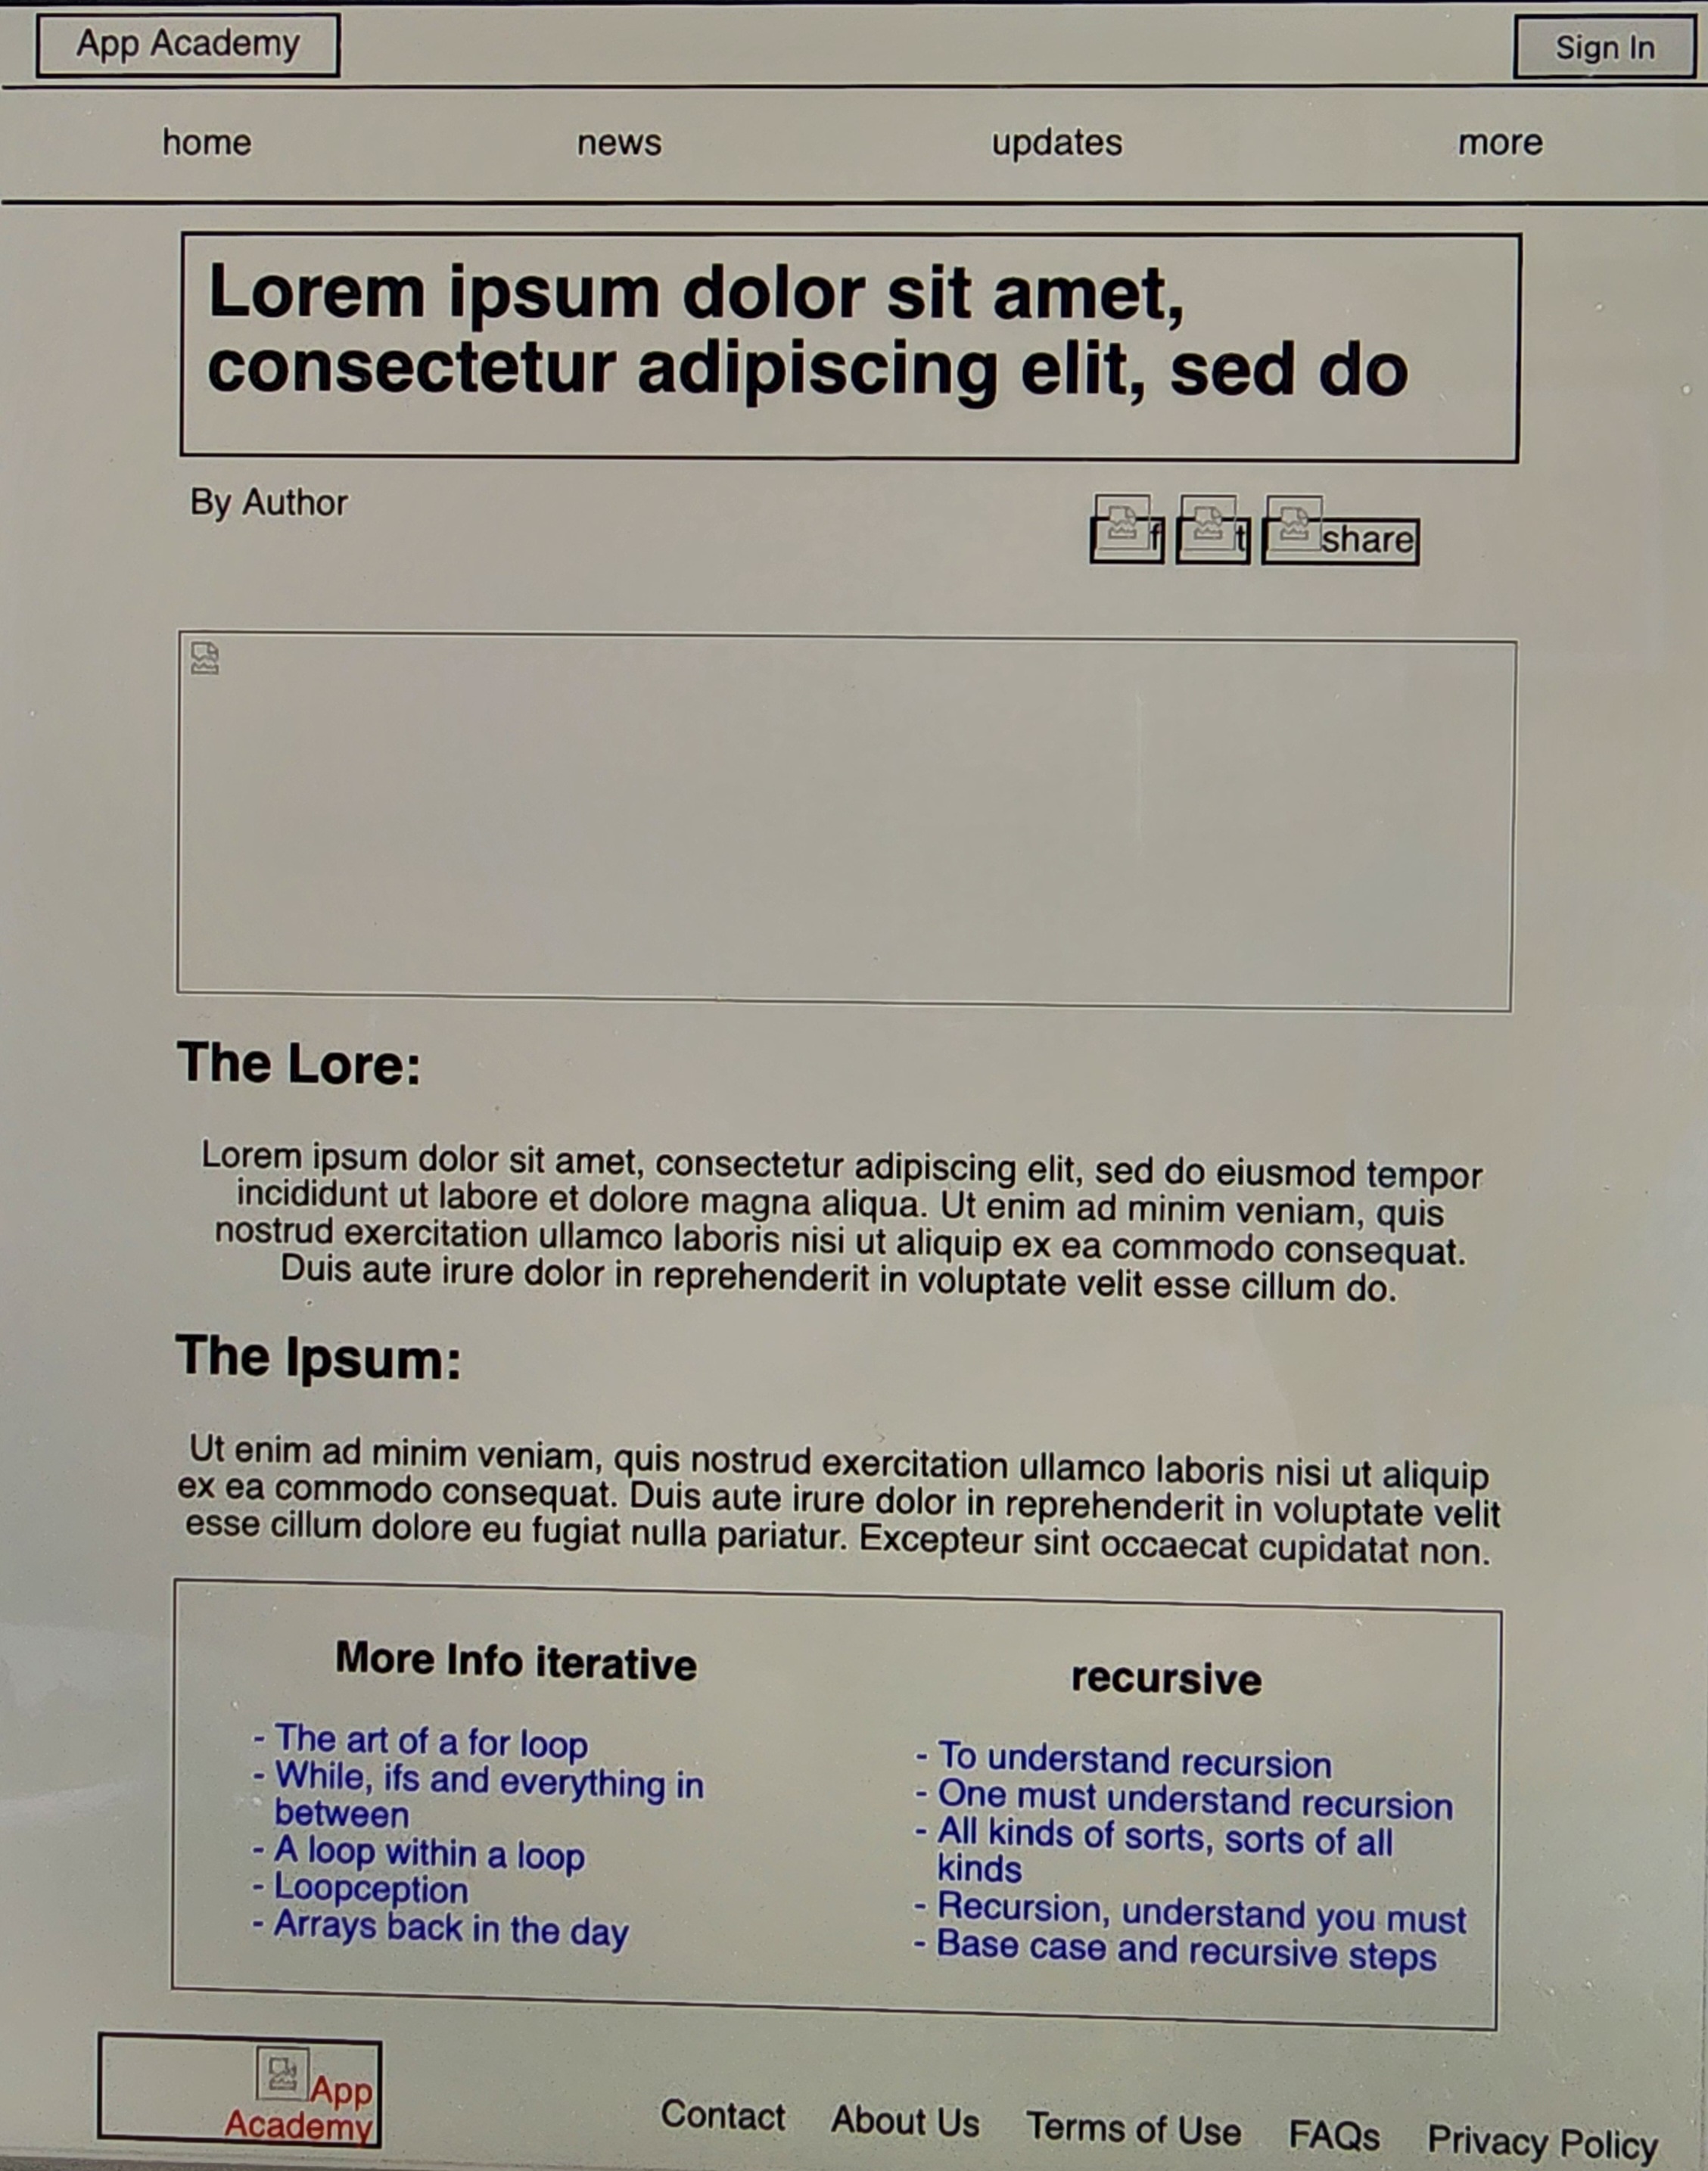 App Academy
Sign In
home news updates more
Lorem ipsum dolor sit amet,
consectetur adipiscing elit, sed do
By Author
f t share
The Lore:
Lorem ipsum dolor sit amet, consectetur adipiscing elit, sed do eiusmod tempor
incididunt ut labore et dolore magna aliqua. Ut enim ad minim veniam, quis
nostrud exercitation ullamco laboris nisi ut aliquip ex ea commodo consequat.
Duis aute irure dolor in reprehenderit in voluptate velit esse cillum do.
The Ipsum:
Ut enim ad minim veniam, quis nostrud exercitation ullamco laboris nisi ut aliquip
ex ea commodo consequat. Duis aute irure dolor in reprehenderit in voluptate velit
esse cillum dolore eu fugiat nulla pariatur. Excepteur sint occaecat cupidatat non.
More Info iterative
- The art of a for loop
- While, ifs and everything in
between
- A loop within a loop
- Loopception
- Arrays back in the day
recursive
- To understand recursion
- One must understand recursion
- All kinds of sorts, sorts of all
kinds
- Recursion, understand you must
- Base case and recursive steps
App
Academy
Contact About Us Terms of Use FAQs Privacy Policy